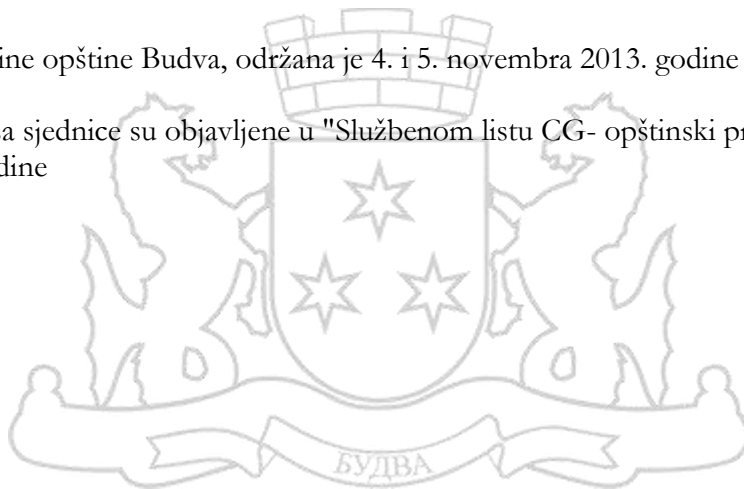 ine opštine Budva, održana je 4. i 5. novembra 2013. godine
sa sjednice su objavljene u "Službenom listu CG- opštinski pr
dine
БУДВА